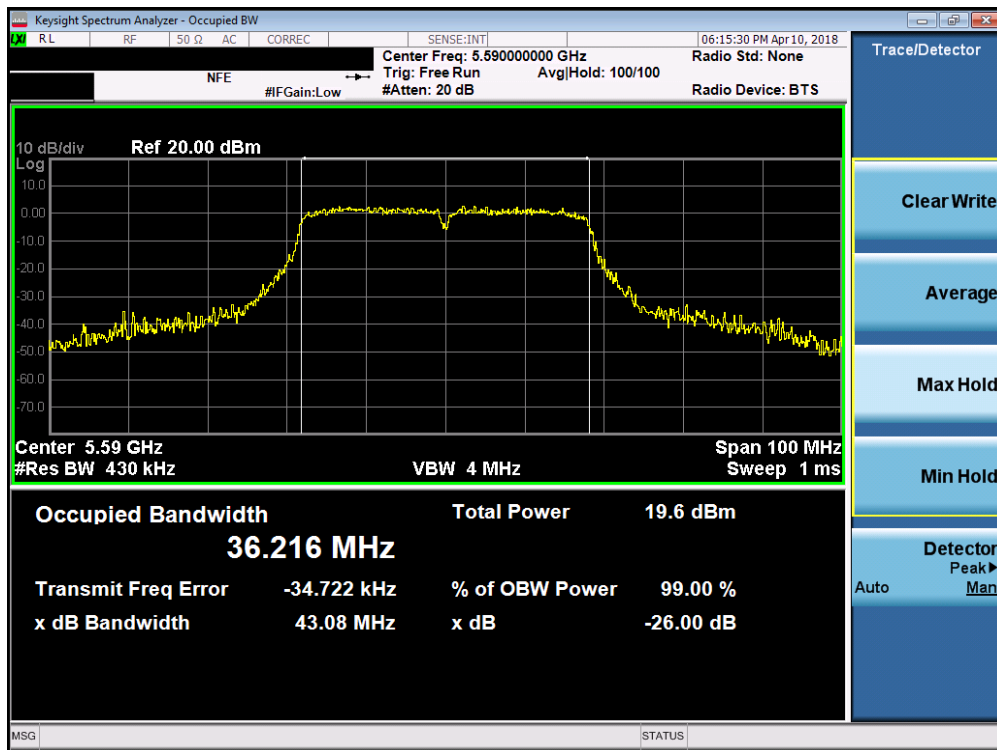 Keysight Spectrum Analyzer - Occupied BW
LXI RL RF 50 Ω AC CORREC SENSE:INT 06:15:30 PM Apr 10, 2018
Center Freq: 5.590000000 GHz Radio Std: None
NFE Trig: Free Run Avg|Hold: 100/100
#IFGain:Low #Atten: 20 dB Radio Device: BTS
10 dB/div Ref 20.00 dBm
Log
10.0
0.00
-10.0
-20.0
-30.0
-40.0
-50.0
-60.0
-70.0
Center 5.59 GHz Span 100 MHz
#Res BW 430 kHz VBW 4 MHz Sweep 1 ms
Occupied Bandwidth Total Power 19.6 dBm
36.216 MHz
Transmit Freq Error -34.722 kHz % of OBW Power 99.00 %
x dB Bandwidth 43.08 MHz x dB -26.00 dB
MSG STATUS
Trace/Detector
Clear Write
Average
Max Hold
Min Hold
Detector
Peak▶
Auto Man